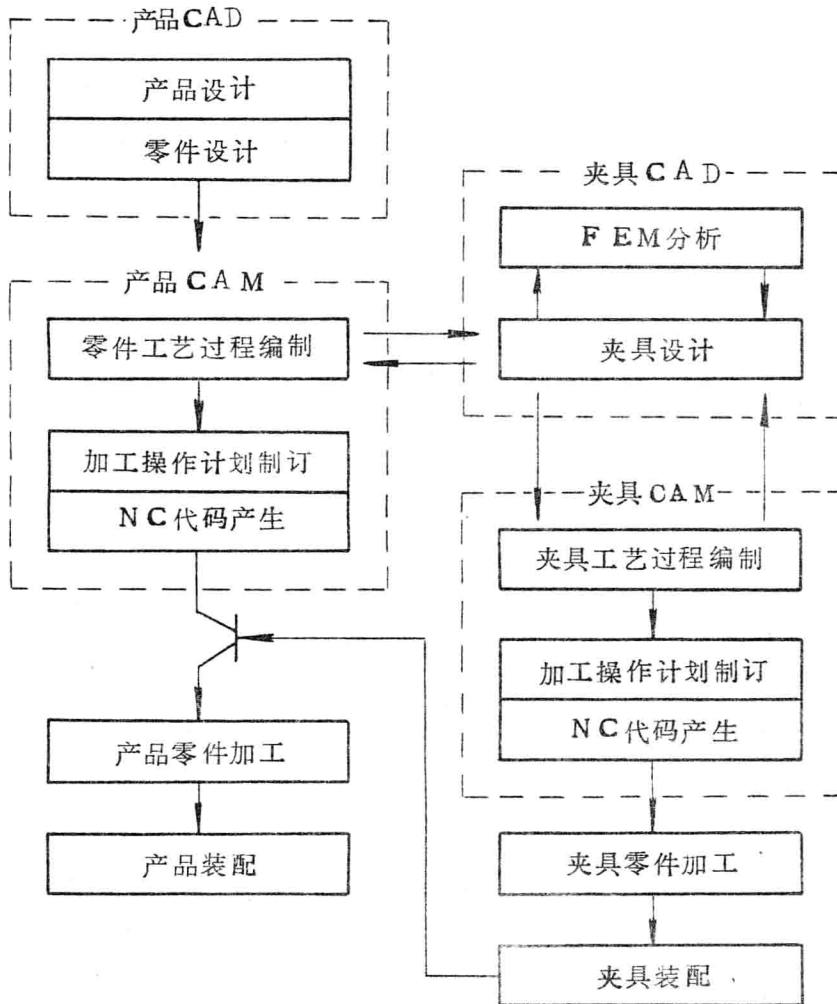 产品CAD
产品设计
零件设计
产品CAM
零件工艺过程编制
加工操作计划制订
NC代码产生
产品零件加工
产品装配
夹具CAD
FEM分析
夹具设计
夹具CAM
夹具工艺过程编制
加工操作计划制订
NC代码产生
夹具零件加工
夹具装配